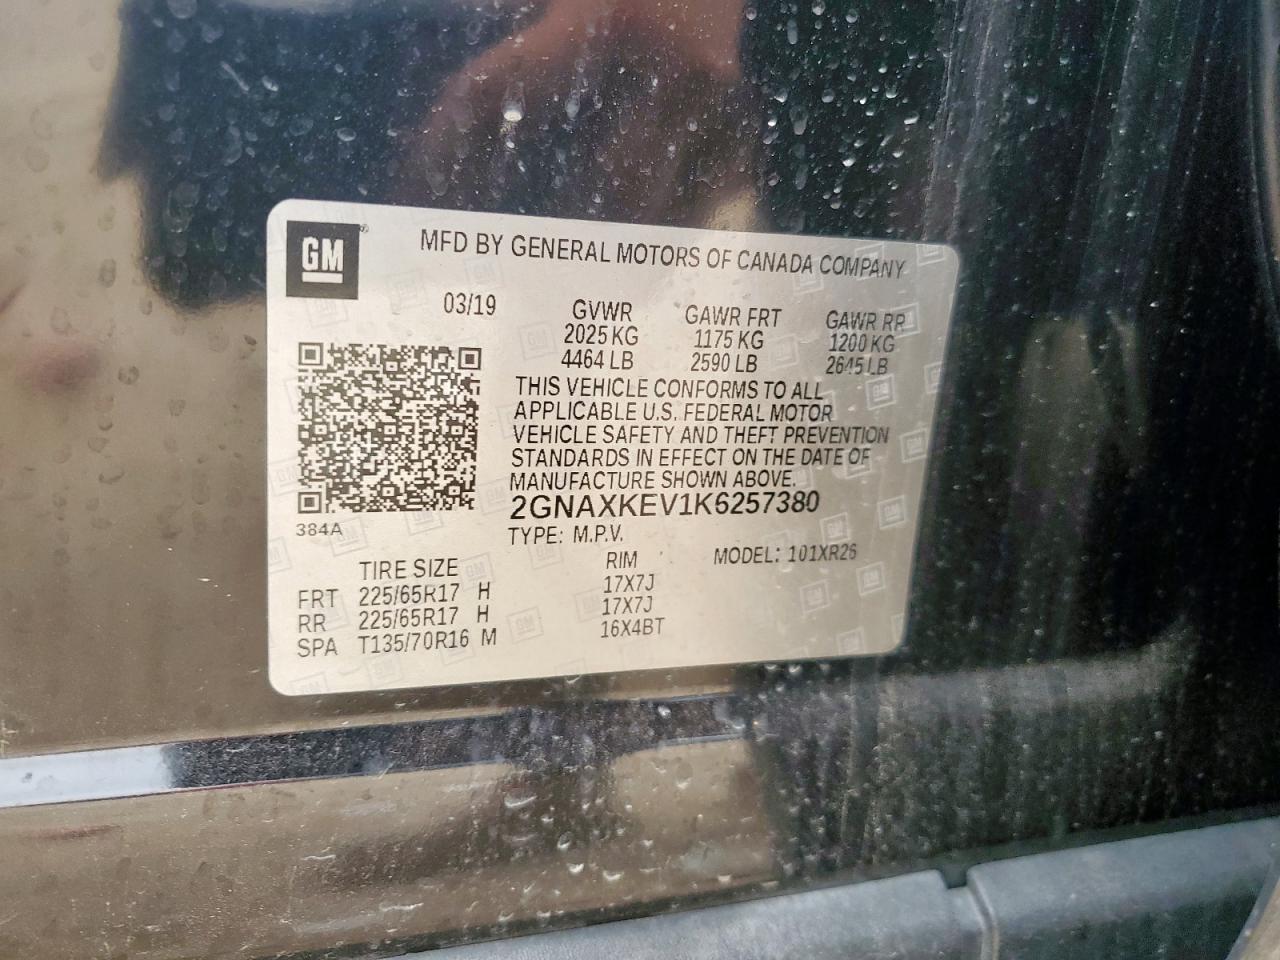 GM
MFD BY GENERAL MOTORS OF CANADA COMPANY
03/19 GVWR GAWR FRT GAWR RR
2025 KG 1175 KG 1200 KG
4464 LB 2590 LB 2645 LB
THIS VEHICLE CONFORMS TO ALL
APPLICABLE U.S. FEDERAL MOTOR
VEHICLE SAFETY AND THEFT PREVENTION
STANDARDS IN EFFECT ON THE DATE OF
MANUFACTURE SHOWN ABOVE.
2GNAXKEV1K6257380
384A
TYPE: M.P.V.
TIRE SIZE RIM MODEL: 101XR26
FRT 225/65R17 H 17X7J
RR 225/65R17 H 17X7J
SPA T135/70R16 M 16X4BT